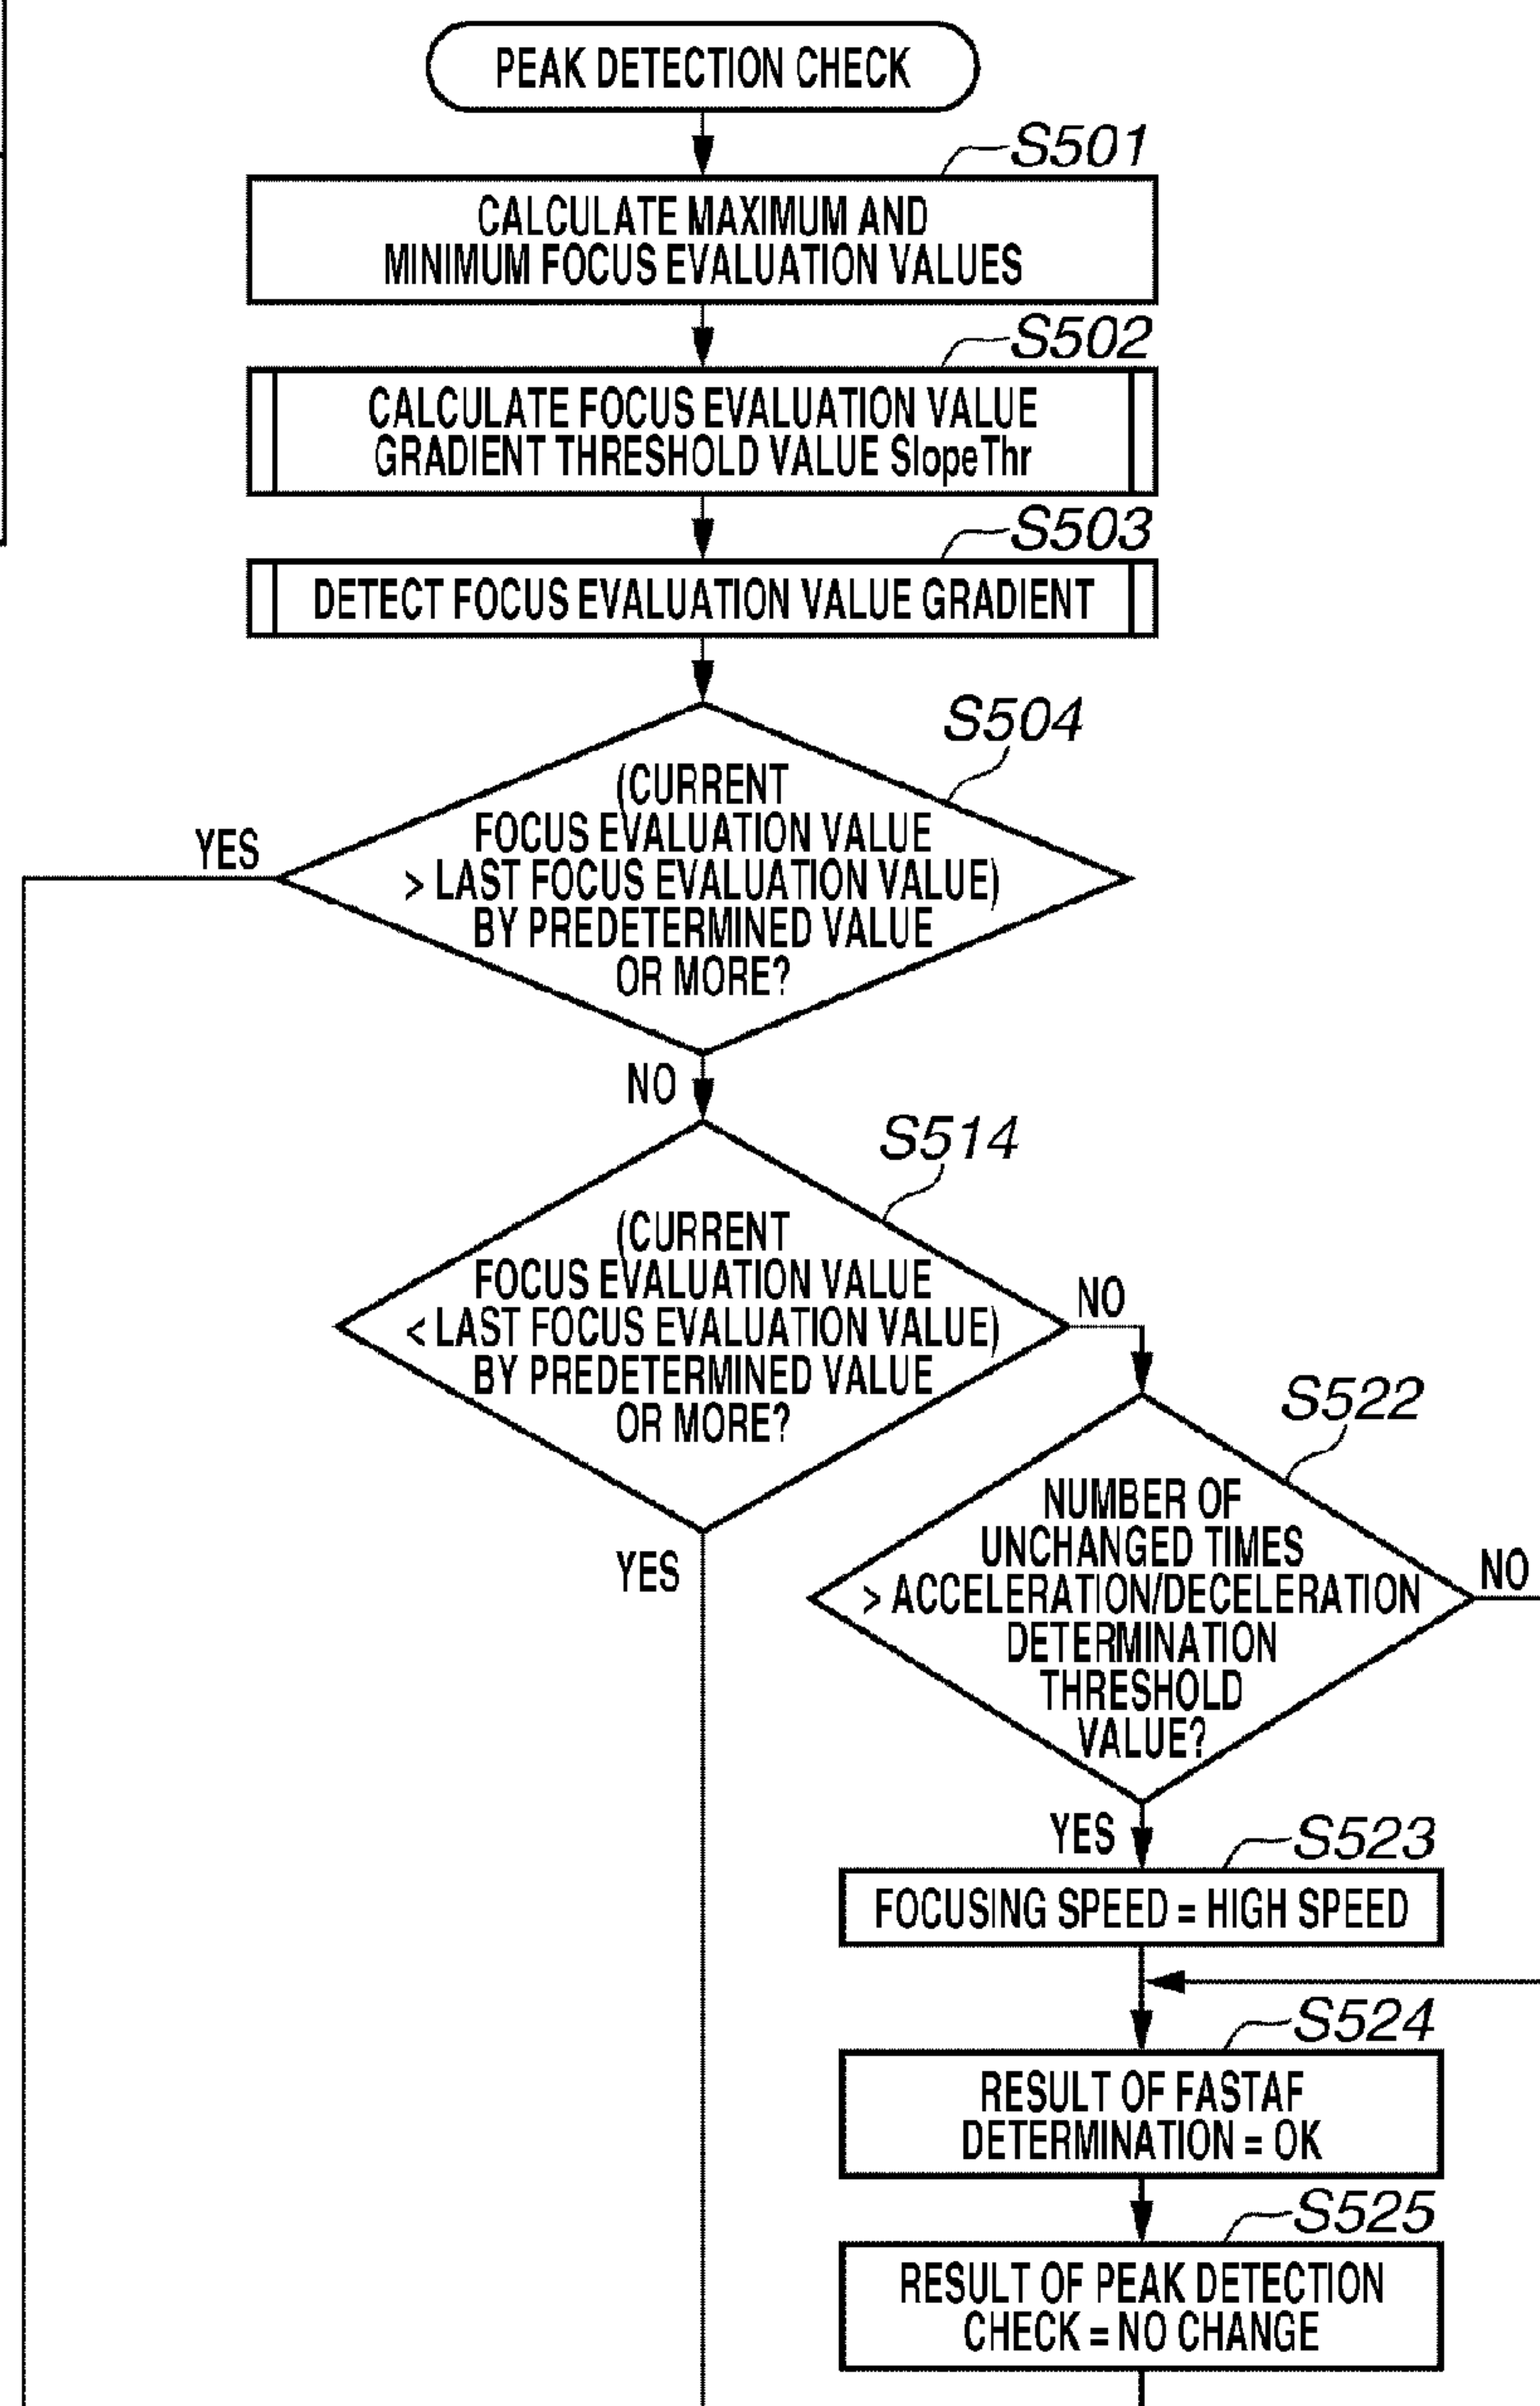 PEAK DETECTION CHECK
S501
CALCULATE MAXIMUM AND
MINIMUM FOCUS EVALUATION VALUES
S502
CALCULATE FOCUS EVALUATION VALUE
GRADIENT THRESHOLD VALUE SlopeThr
S503
DETECT FOCUS EVALUATION VALUE GRADIENT
S504
(CURRENT
FOCUS EVALUATION VALUE
> LAST FOCUS EVALUATION VALUE)
BY PREDETERMINED VALUE
OR MORE?
YES
NO
S514
(CURRENT
FOCUS EVALUATION VALUE
< LAST FOCUS EVALUATION VALUE)
BY PREDETERMINED VALUE
OR MORE?
NO
YES
S522
NUMBER OF
UNCHANGED TIMES
> ACCELERATION/DECELERATION
DETERMINATION
THRESHOLD
VALUE?
NO
YES
S523
FOCUSING SPEED = HIGH SPEED
S524
RESULT OF FASTAF
DETERMINATION = OK
S525
RESULT OF PEAK DETECTION
CHECK = NO CHANGE